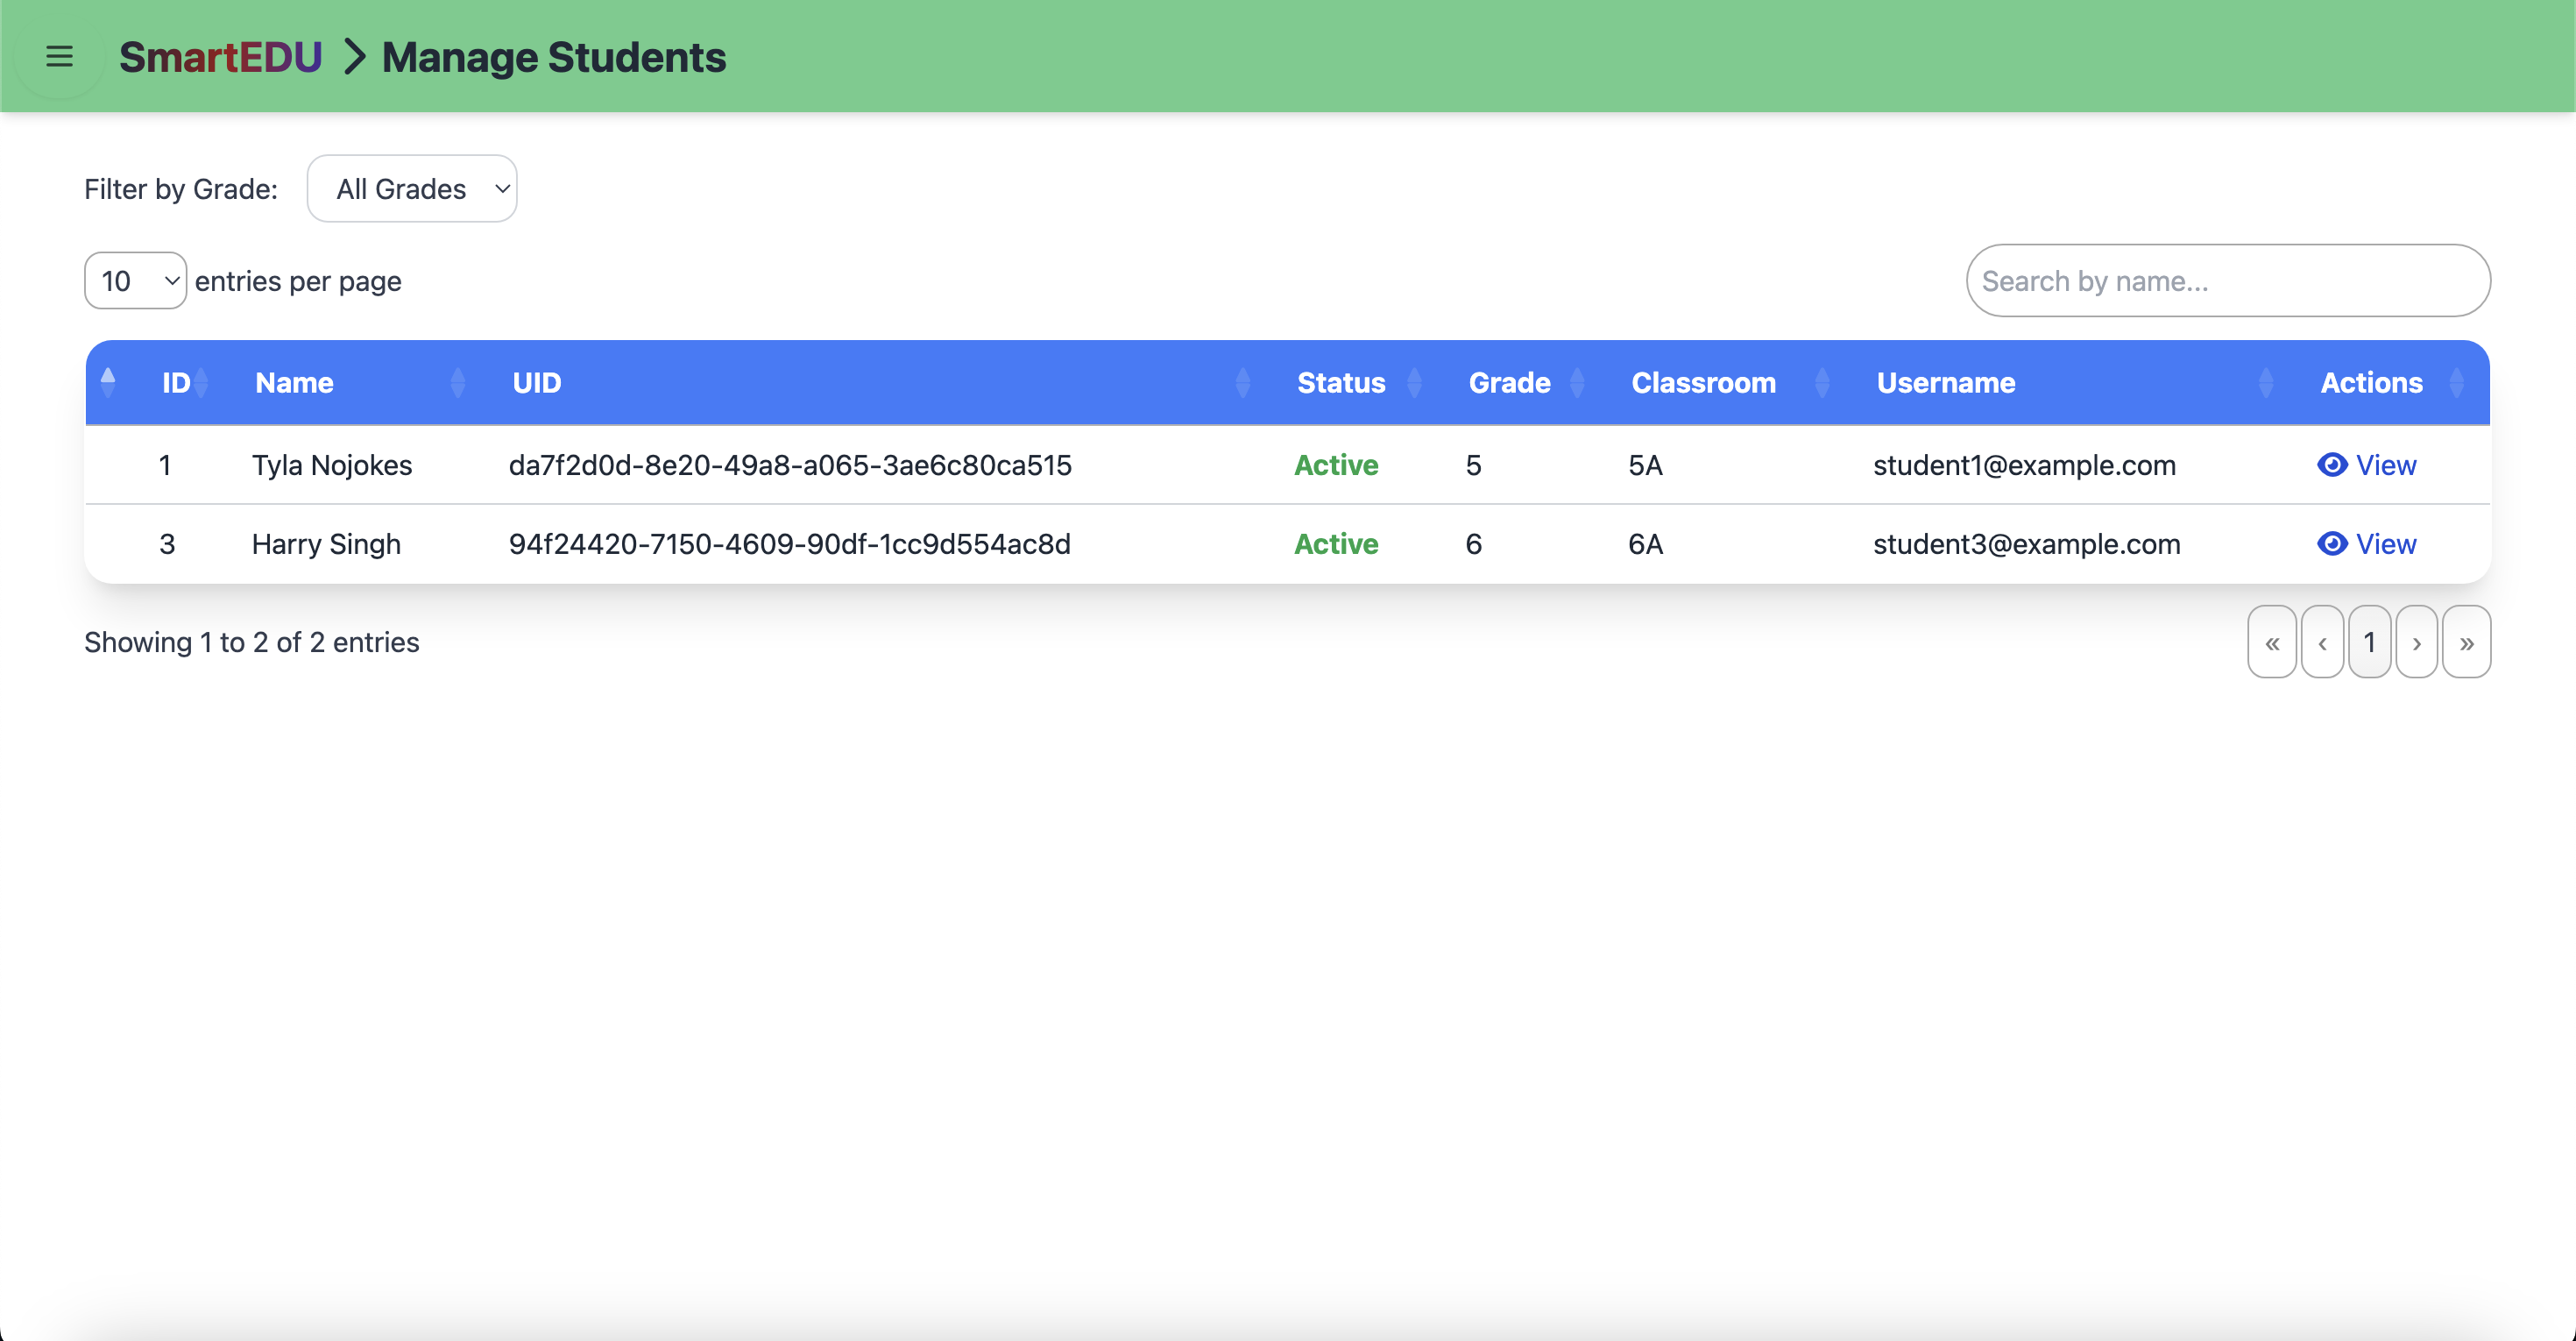 SmartEDU > Manage Students
Filter by Grade: All Grades
10 entries per page Search by name...
ID Name UID Status Grade Classroom Username Actions
1 Tyla Nojokes da7f2d0d-8e20-49a8-a065-3ae6c80ca515 Active 5 5A student1@example.com View
3 Harry Singh 94f24420-7150-4609-90df-1cc9d554ac8d Active 6 6A student3@example.com View
Showing 1 to 2 of 2 entries « ‹ 1 › »